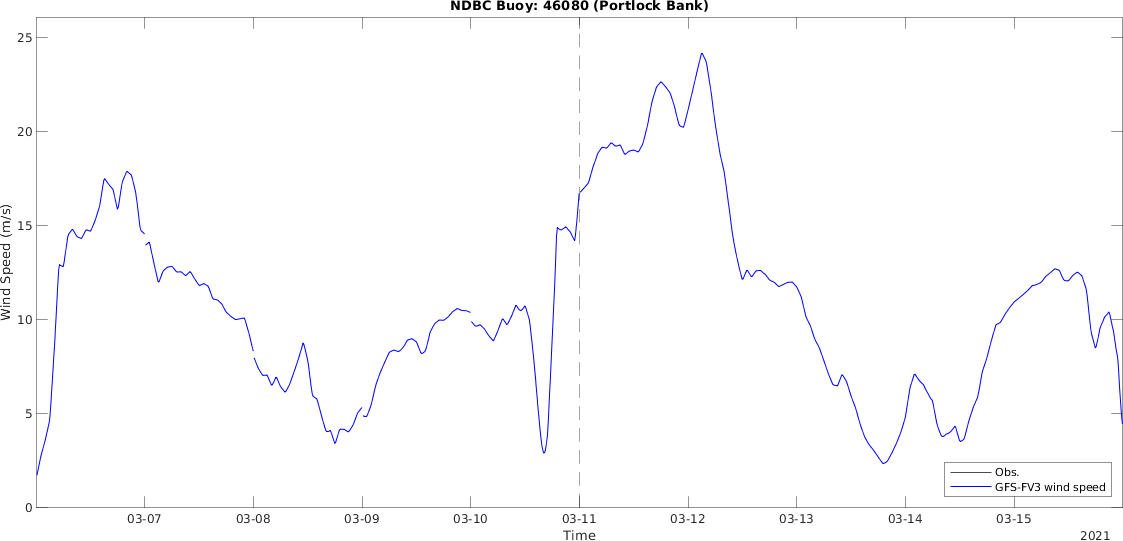 NDBC Buoy: 46080 (Portlock Bank)
25
20
15
10
5
0
Wind Speed (m/s)
03-07 03-08 03-09 03-10 03-11 03-12 03-13 03-14 03-15
Time
2021
Obs.
GFS-FV3 wind speed